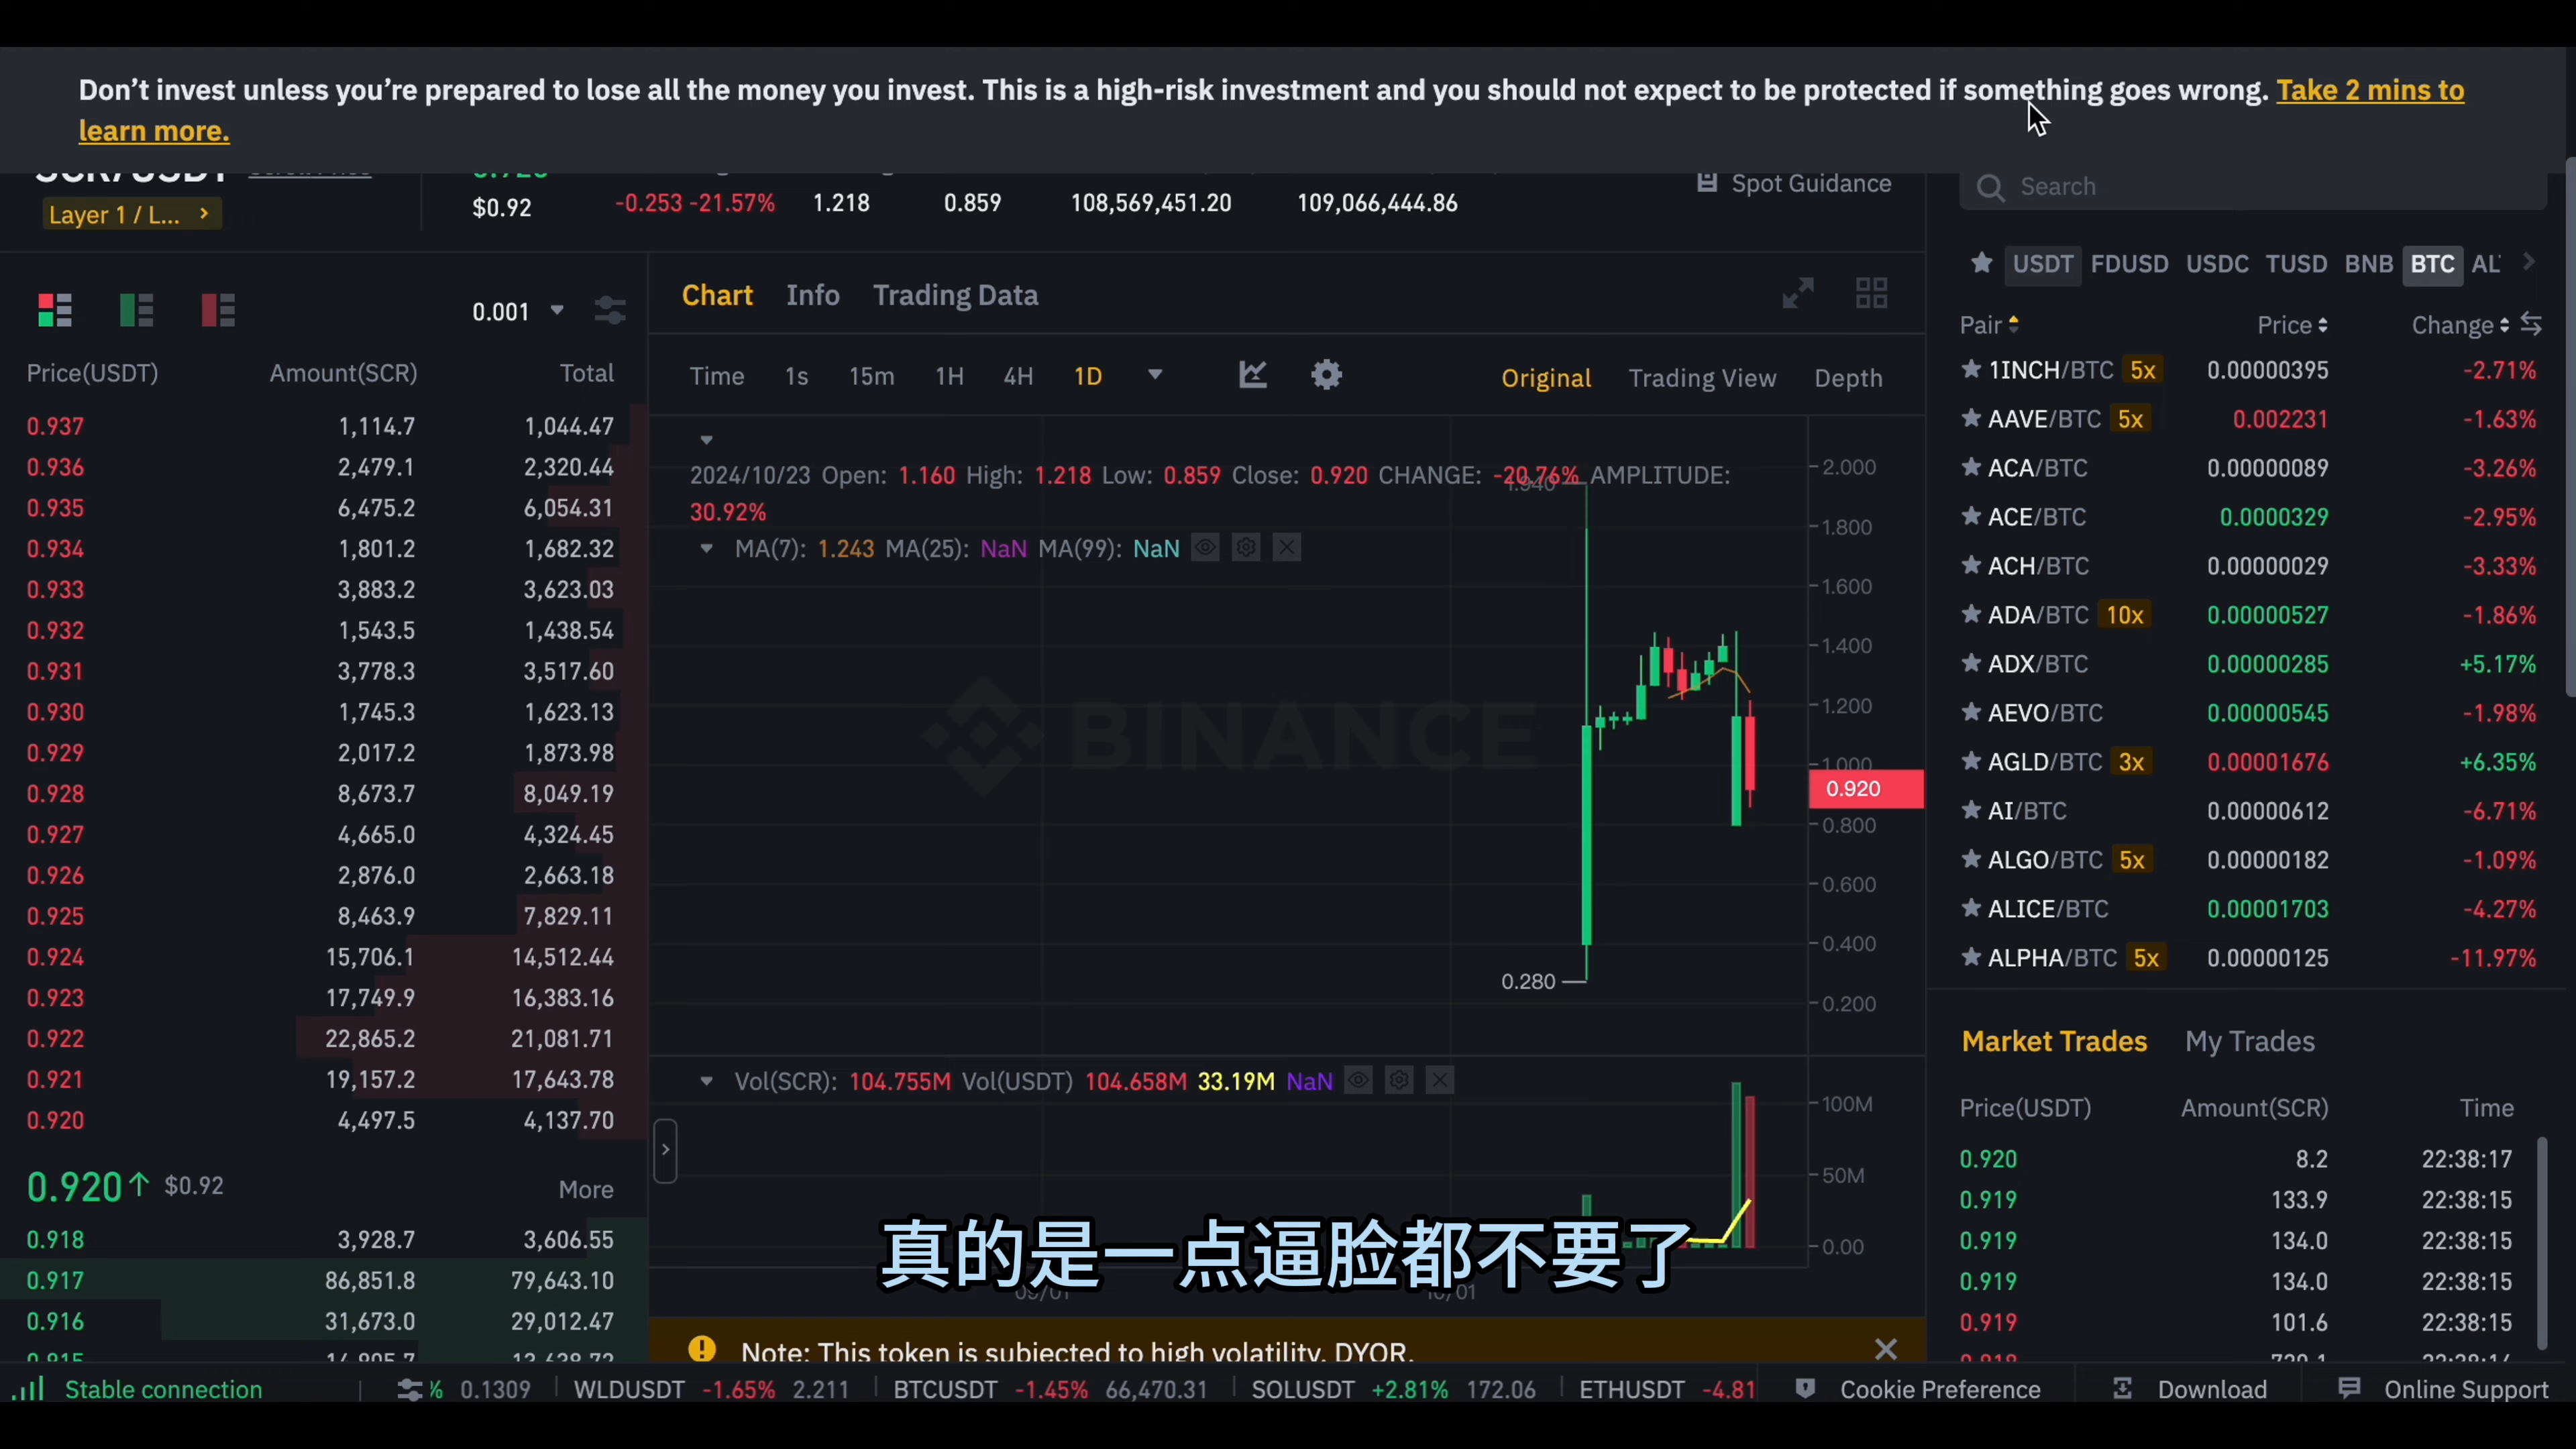 Don't invest unless you're prepared to lose all the money you invest. This is a high-risk investment and you should not expect to be protected if something goes wrong. Take 2 mins to
learn more.
SCR/USDT
Layer 1 / L...
$0.92
-0.253 -21.57%
1.218
0.859
108,569,451.20
109,066,444.86
Spot Guidance
0.001
Price(USDT) Amount(SCR) Total
0.937 1,114.7 1,044.47
0.936 2,479.1 2,320.44
0.935 6,475.2 6,054.31
0.934 1,801.2 1,682.32
0.933 3,883.2 3,623.03
0.932 1,543.5 1,438.54
0.931 3,778.3 3,517.60
0.930 1,745.3 1,623.13
0.929 2,017.2 1,873.98
0.928 8,673.7 8,049.19
0.927 4,665.0 4,324.45
0.926 2,876.0 2,663.18
0.925 8,463.9 7,829.11
0.924 15,706.1 14,512.44
0.923 17,749.9 16,383.16
0.922 22,865.2 21,081.71
0.921 19,157.2 17,643.78
0.920 4,497.5 4,137.70
0.920 $0.92 More
0.918 3,928.7 3,606.55
0.917 86,851.8 79,643.10
0.916 31,673.0 29,012.47
Chart Info Trading Data
Time 1s 15m 1H 4H 1D
Original Trading View Depth
2024/10/23 Open: 1.160 High: 1.218 Low: 0.859 Close: 0.920 CHANGE: -20.76% AMPLITUDE:
30.92%
MA(7): 1.243 MA(25): NaN MA(99): NaN
1.940
BINANCE
0.280
2.000
1.800
1.600
1.400
1.200
1.000
0.920
0.800
0.600
0.400
0.200
Vol(SCR): 104.755M Vol(USDT) 104.658M 33.19M NaN
100M
50M
0.00
真的是一点逼脸都不要了
09/01
10/01
Note: This token is subjected to high volatility. DYOR.
Search
USDT FDUSD USDC TUSD BNB BTC AL
Pair Price Change
1INCH/BTC 5x 0.00000395 -2.71%
AAVE/BTC 5x 0.002231 -1.63%
ACA/BTC 0.00000089 -3.26%
ACE/BTC 0.0000329 -2.95%
ACH/BTC 0.00000029 -3.33%
ADA/BTC 10x 0.00000527 -1.86%
ADX/BTC 0.00000285 +5.17%
AEVO/BTC 0.00000545 -1.98%
AGLD/BTC 3x 0.00001676 +6.35%
AI/BTC 0.00000612 -6.71%
ALGO/BTC 5x 0.00000182 -1.09%
ALICE/BTC 0.00001703 -4.27%
ALPHA/BTC 5x 0.00000125 -11.97%
Market Trades My Trades
Price(USDT) Amount(SCR) Time
0.920 8.2 22:38:17
0.919 133.9 22:38:15
0.919 134.0 22:38:15
0.919 134.0 22:38:15
0.919 101.6 22:38:15
Stable connection
% 0.1309
WLDUSDT -1.65% 2.211
BTCUSDT -1.45% 66,470.31
SOLUSDT +2.81% 172.06
ETHUSDT -4.81
Cookie Preference
Download
Online Support